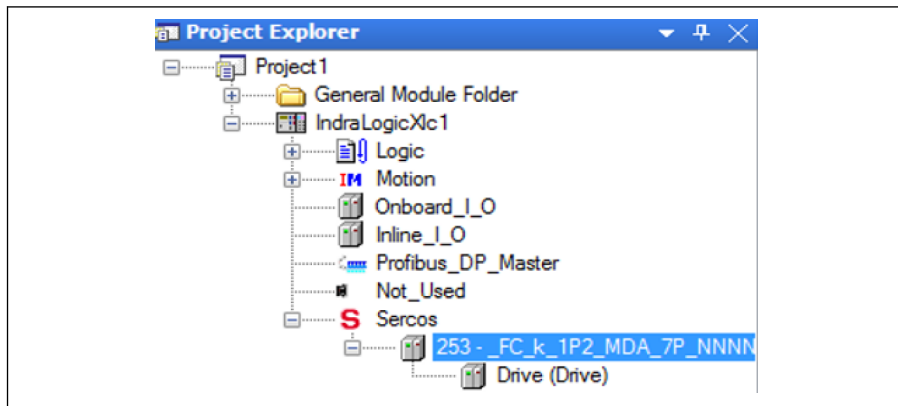 Project Explorer
Project1
General Module Folder
IndraLogicXlc1
Logic
IM Motion
Onboard_I_O
Inline_I_O
Profibus_DP_Master
Not_Used
S Sercos
253 - _FC_k_1P2_MDA_7P_NNNN
Drive (Drive)